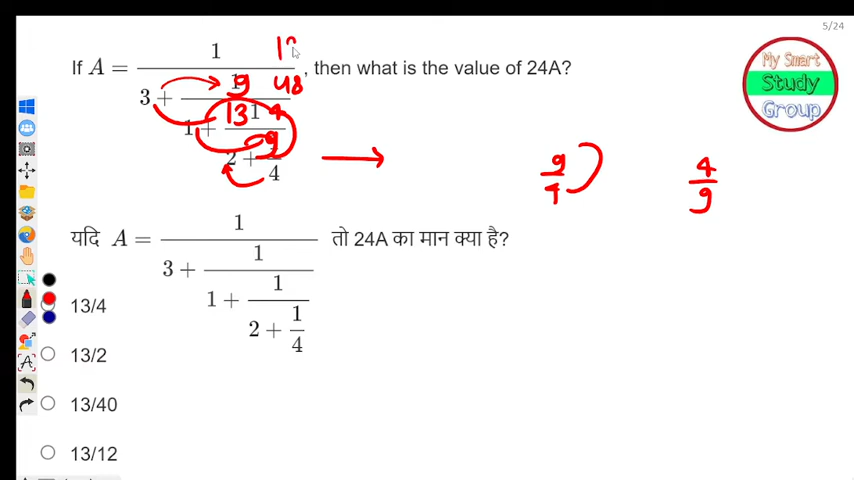 5/24
If A = 1/(3 + 1/(1 + 1/(2 + 1/4))), then what is the value of 24A?
My Smart
Study
Group
9
48
13
4
9
9/4
4/9
यदि A = 1/(3 + 1/(1 + 1/(2 + 1/4))) तो 24A का मान क्या है?
13/4
13/2
13/40
13/12